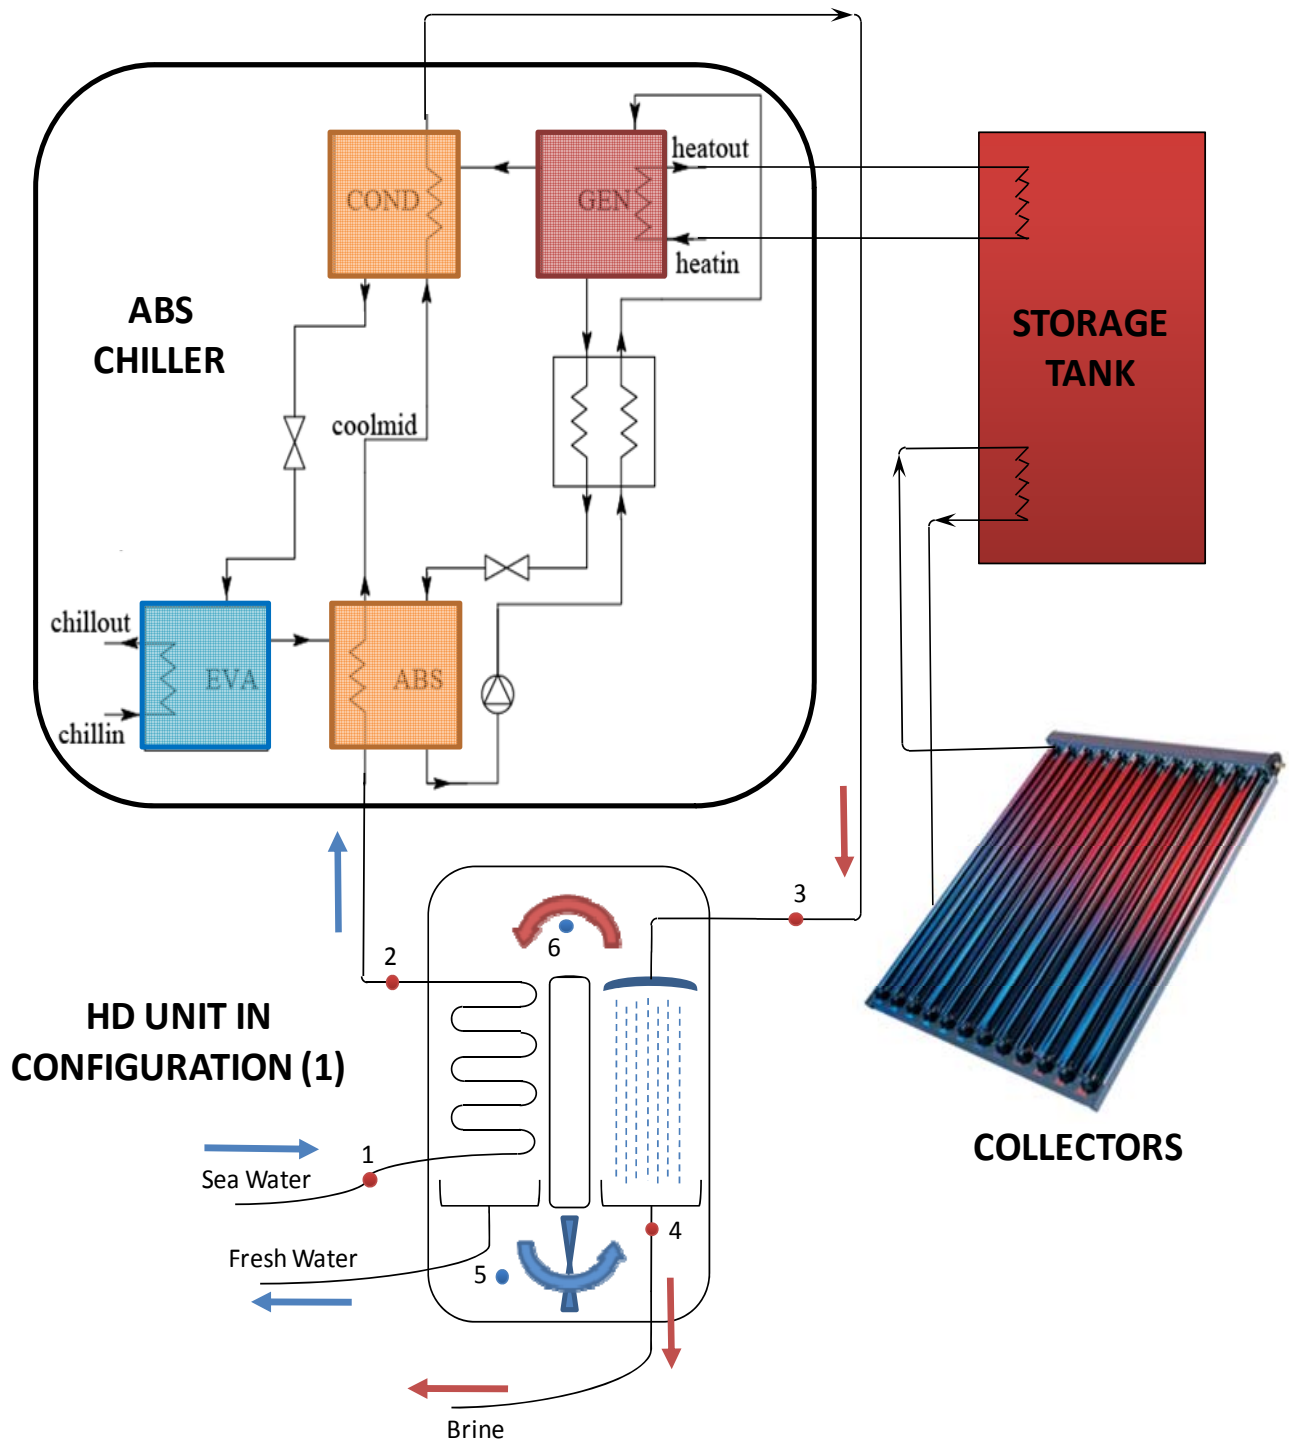 COND
GEN
heatout
heatin
ABS
CHILLER
STORAGE
TANK
coolmid
chillout
EVA
ABS
chillin
3
6
2
HD UNIT IN
CONFIGURATION (1)
COLLECTORS
1
Sea Water
4
Fresh Water
5
Brine